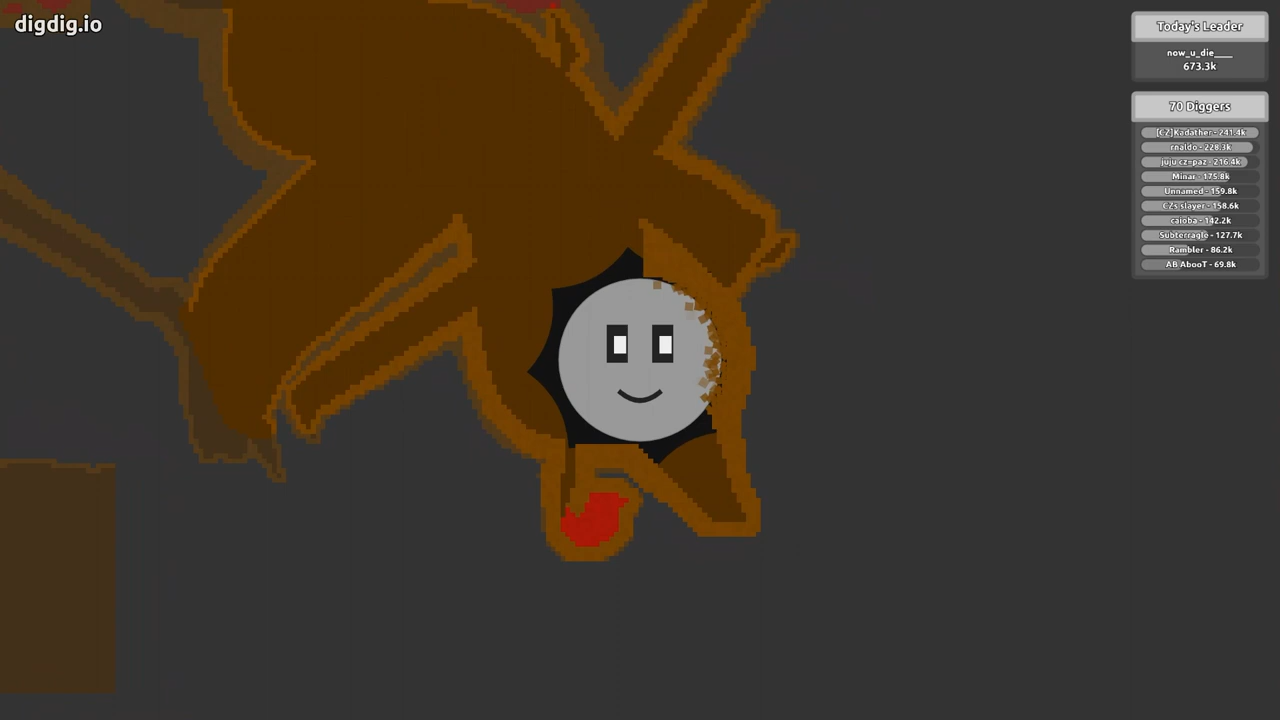 digdig.io
Today's Leader
now_u_die____
673.3k
70 Diggers
[CZ]Kadather - 241.4k
rnaldo - 228.3k
juju cz=paz - 216.4k
Minar - 175.8k
Unnamed - 159.8k
CZs slayer - 158.6k
caioba - 142.2k
Subterragle - 127.7k
Rambler - 86.2k
AB AbooT - 69.8k